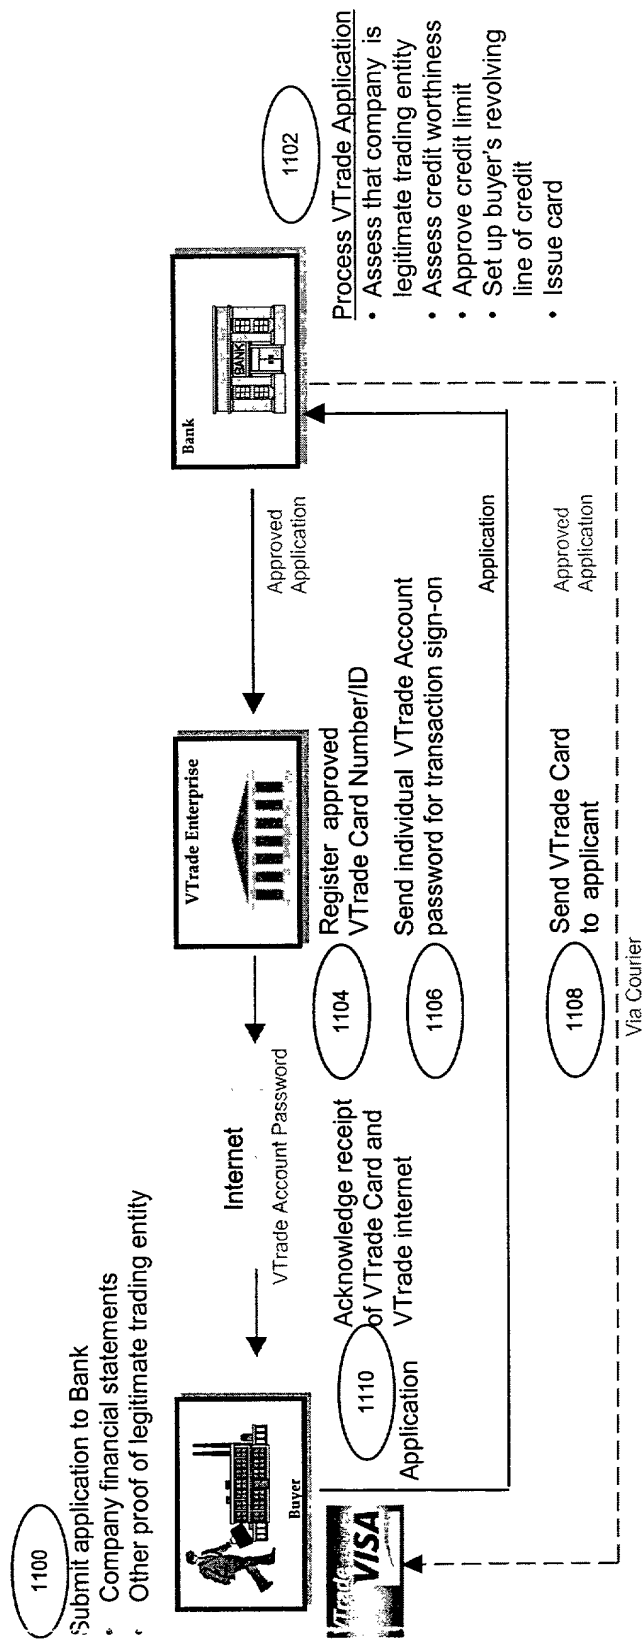 1100
Submit application to Bank
• Company financial statements
• Other proof of legitimate trading entity
Buyer
VTrade
VISA
Internet
VTrade Account Password
1110
Acknowledge receipt
of VTrade Card and
VTrade internet
Application
VTrade Enterprise
1104
Register approved
VTrade Card Number/ID
1106
Send individual VTrade Account
password for transaction sign-on
1108
Send VTrade Card
to applicant
Via Courier
Approved
Application
Application
Approved
Application
Bank
BANK
1102
Process VTrade Application
• Assess that company is
legitimate trading entity
• Assess credit worthiness
• Approve credit limit
• Set up buyer's revolving
line of credit
• Issue card